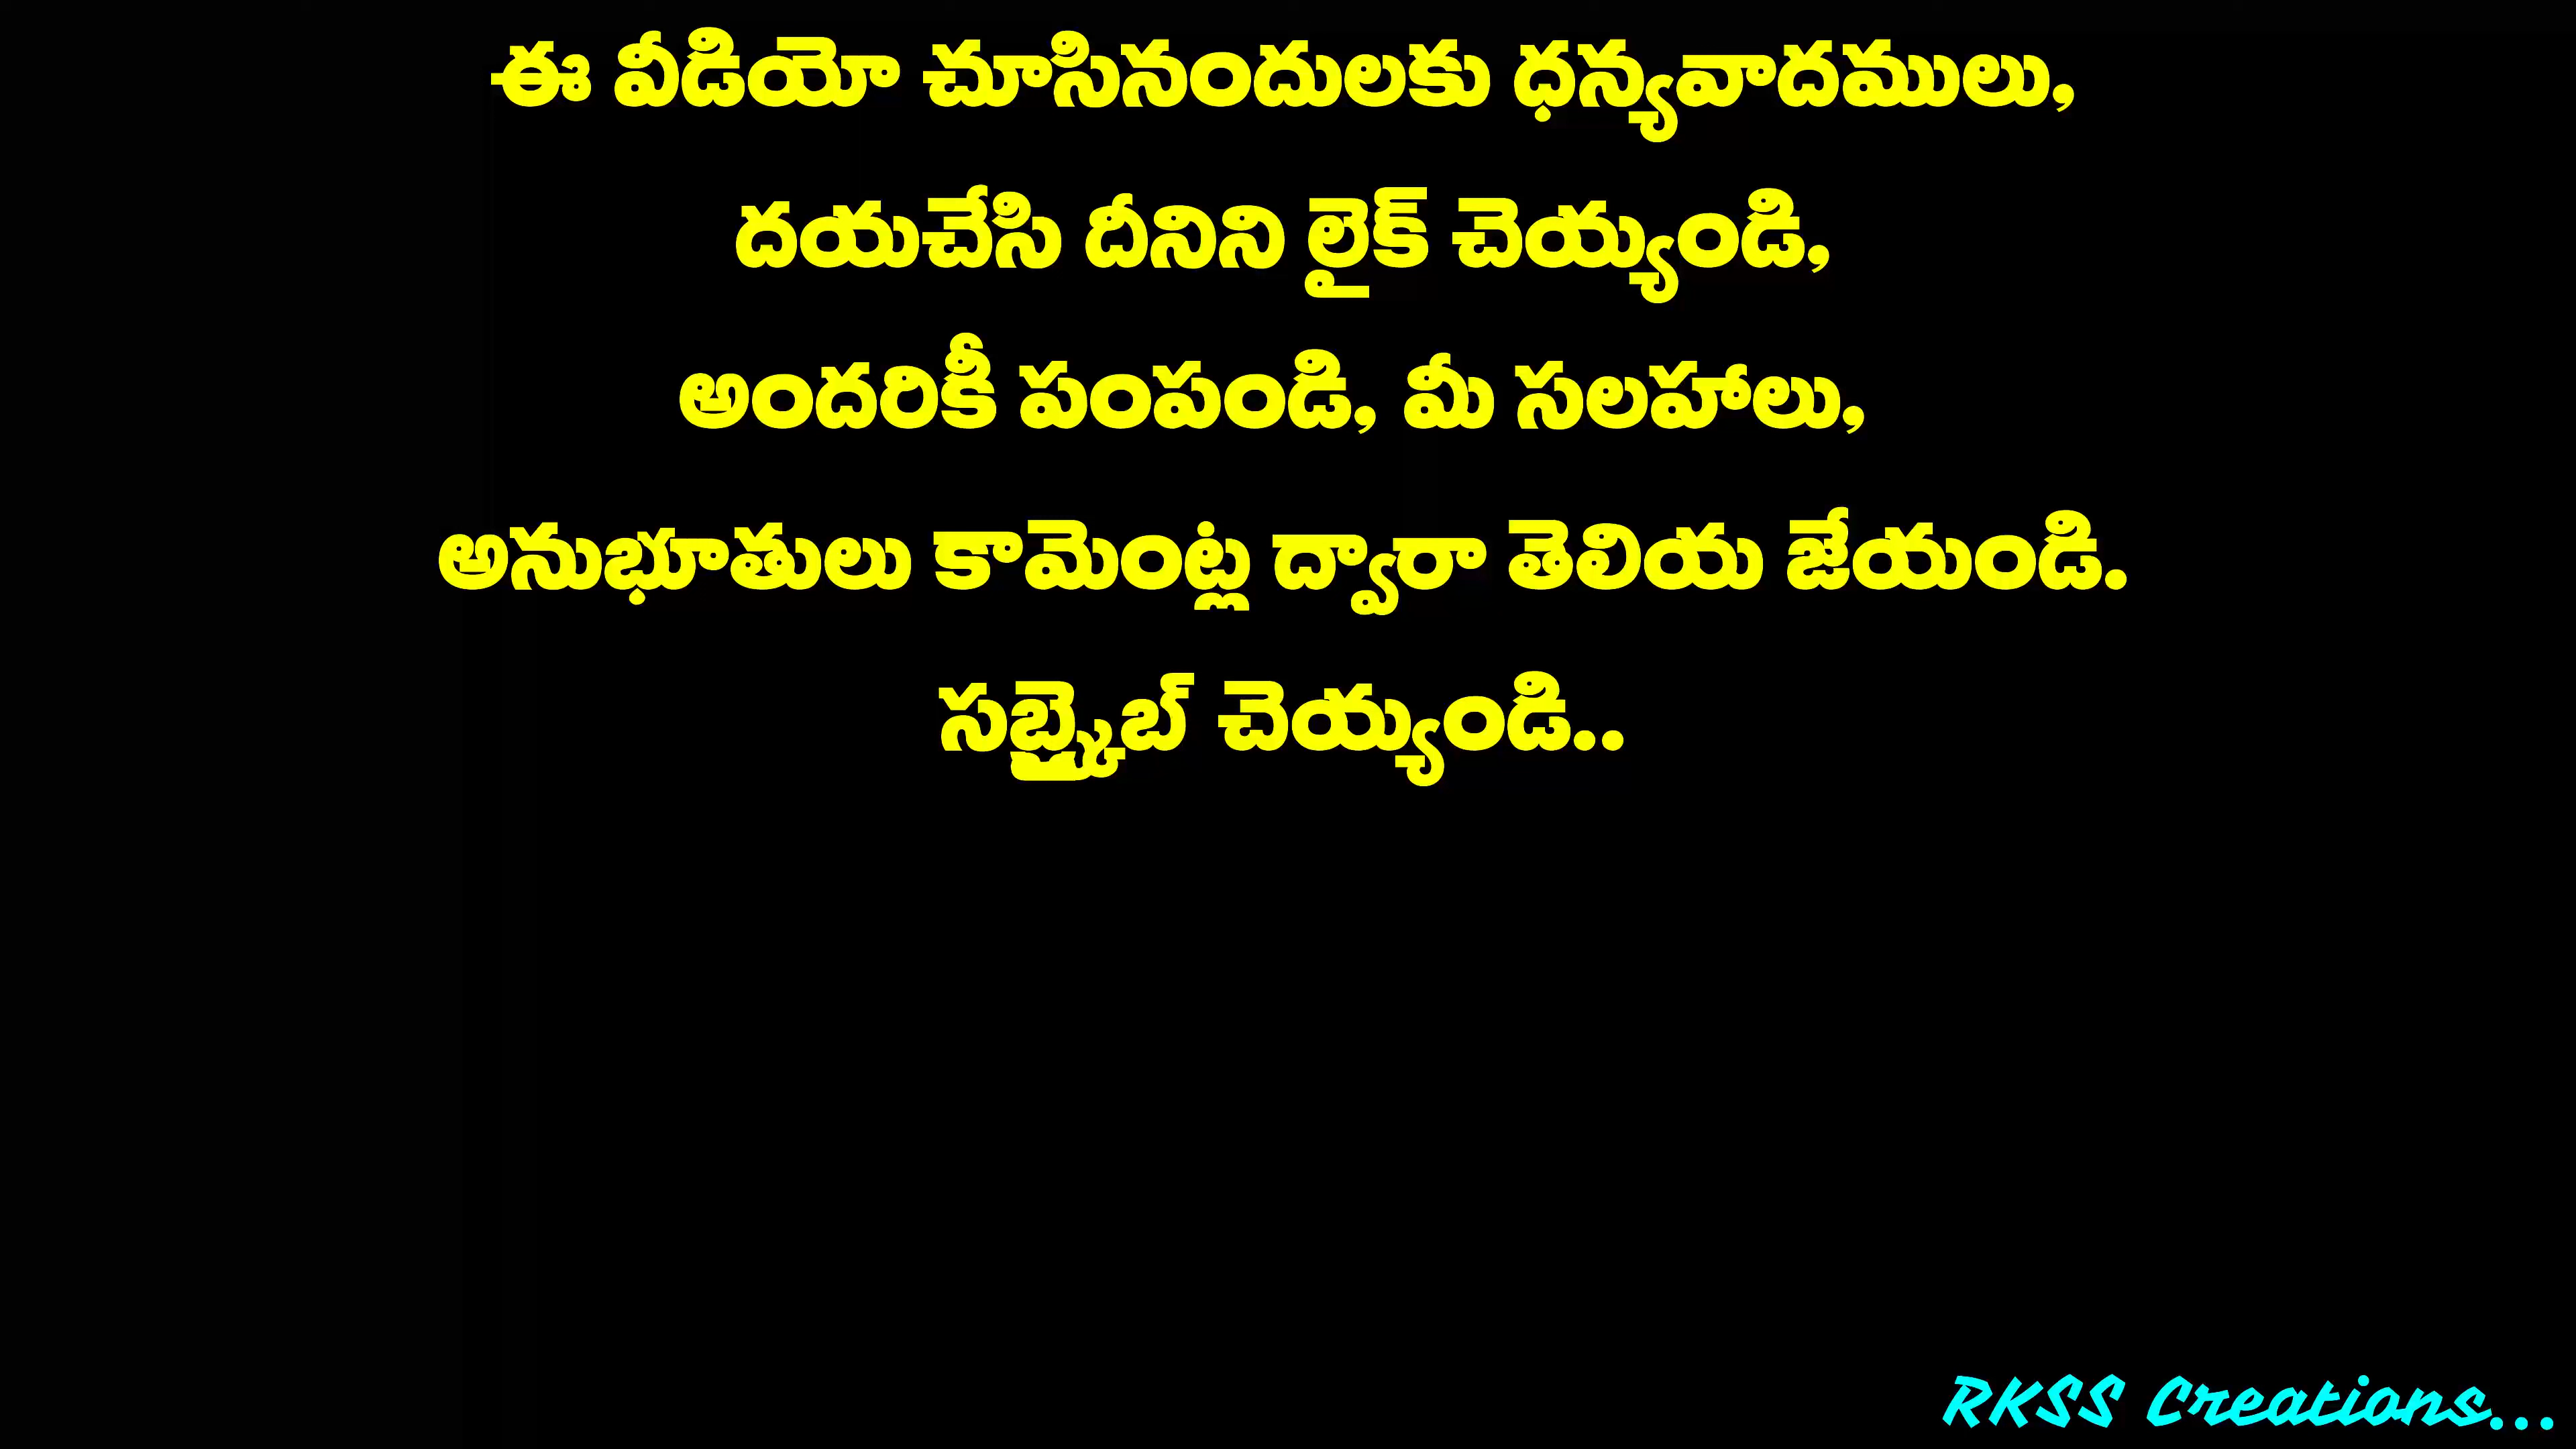 ఈ వీడియో చూసినందులకు ధన్యవాదములు,
దయచేసి దీనిని లైక్ చెయ్యండి,
అందరికీ పంపండి, మీ సలహాలు,
అనుభూతులు కామెంట్ల ద్వారా తెలియ జేయండి.
సబ్స్క్రైబ్ చెయ్యండి..
RKSS Creations...